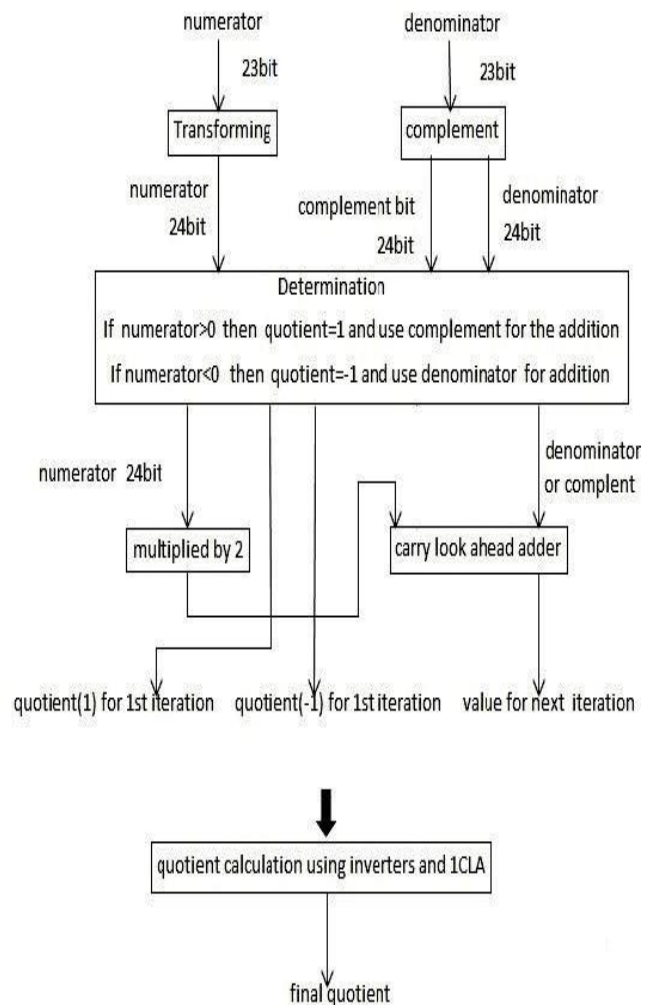 numerator
denominator
23bit
23bit
Transforming
complement
numerator
24bit
complement bit
24bit
denominator
24bit
Determination
If numerator>0 then quotient=1 and use complement for the addition
If numerator<0 then quotient=-1 and use denominator for addition
numerator 24bit
denominator
or complent
multiplied by 2
carry look ahead adder
quotient(1) for 1st iteration
quotient(-1) for 1st iteration
value for next iteration
quotient calculation using inverters and 1CLA
final quotient